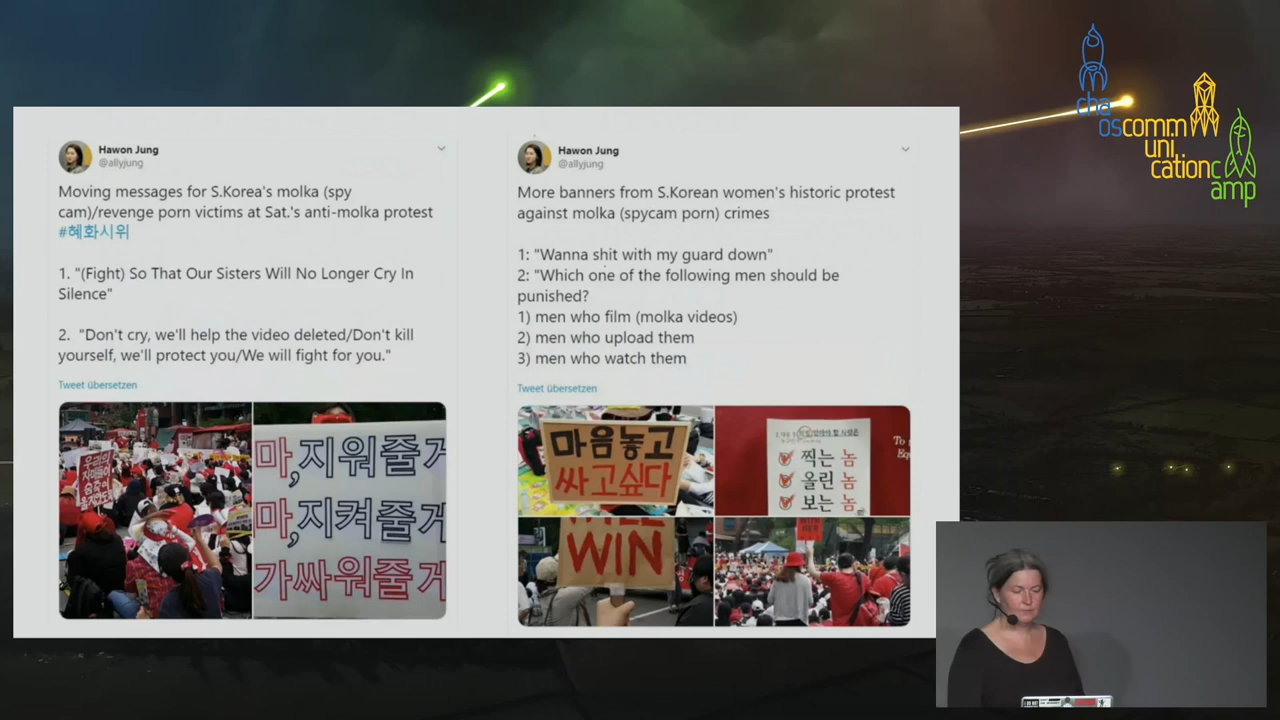 Hawon Jung
@allyjung
Moving messages for S.Korea's molka (spy
cam)/revenge porn victims at Sat.'s anti-molka protest
#혜화시위
1. "(Fight) So That Our Sisters Will No Longer Cry In
Silence"
2. "Don't cry, we'll help the video deleted/Don't kill
yourself, we'll protect you/We will fight for you."
Tweet übersetzen
마,지워줄게
마,지켜줄게
가싸워줄게
Hawon Jung
@allyjung
More banners from S.Korean women's historic protest
against molka (spycam porn) crimes
1: "Wanna shit with my guard down"
2: "Which one of the following men should be
punished?
1) men who film (molka videos)
2) men who upload them
3) men who watch them
Tweet übersetzen
마음놓고
싸고싶다
찍는 놈
올린 놈
보는 놈
To
WIN
chaoscommunicationcamp